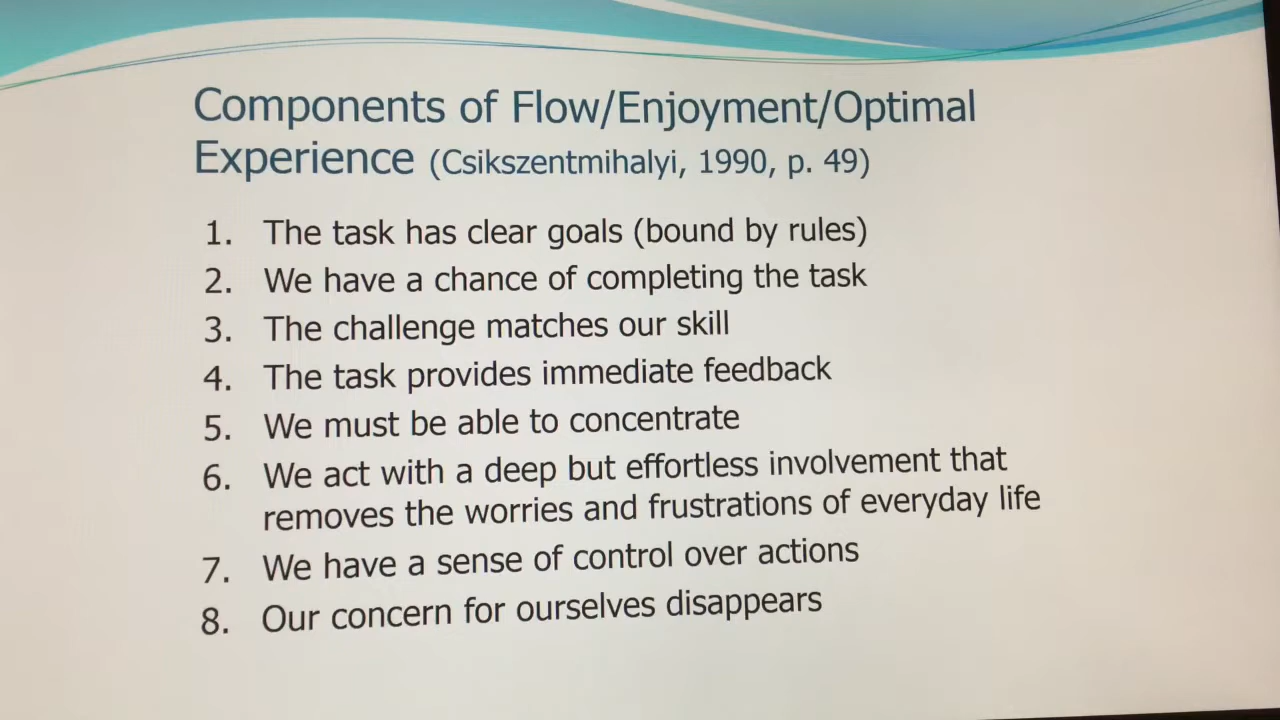 Components of Flow/Enjoyment/Optimal
Experience (Csikszentmihalyi, 1990, p. 49)
1. The task has clear goals (bound by rules)
2. We have a chance of completing the task
3. The challenge matches our skill
4. The task provides immediate feedback
5. We must be able to concentrate
6. We act with a deep but effortless involvement that
removes the worries and frustrations of everyday life
7. We have a sense of control over actions
8. Our concern for ourselves disappears